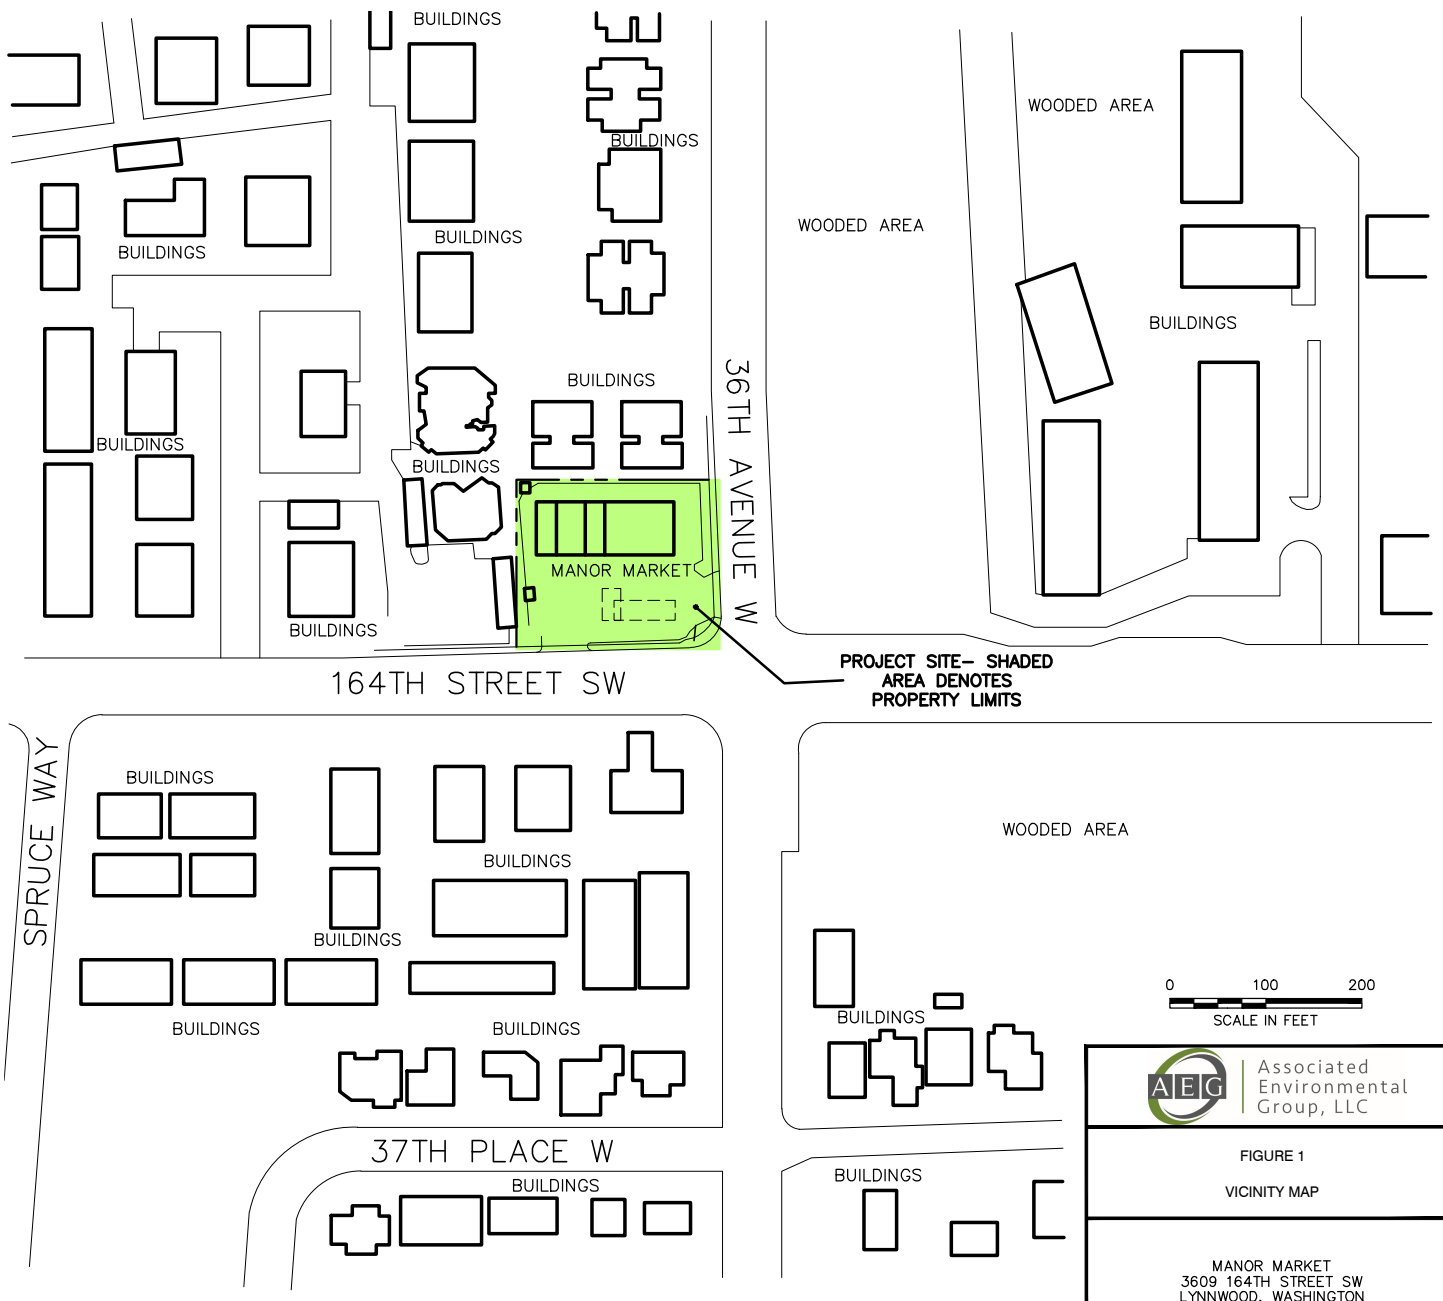 BUILDINGS
WOODED AREA
BUILDINGS
WOODED AREA
BUILDINGS
BUILDINGS
BUILDINGS
36TH AVENUE W
BUILDINGS
BUILDINGS
BUILDINGS
MANOR MARKET
BUILDINGS
PROJECT SITE- SHADED
AREA DENOTES
PROPERTY LIMITS
164TH STREET SW
SPRUCE WAY
BUILDINGS
WOODED AREA
BUILDINGS
BUILDINGS
BUILDINGS
BUILDINGS
BUILDINGS
0 100 200
SCALE IN FEET
37TH PLACE W
BUILDINGS
BUILDINGS
AEG
Associated
Environmental
Group, LLC
FIGURE 1
VICINITY MAP
MANOR MARKET
3609 164TH STREET SW
LYNNWOOD, WASHINGTON